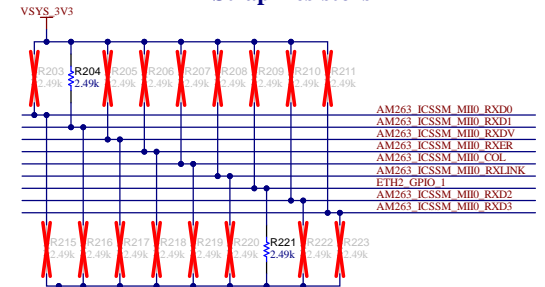 VSYS_3V3
R203 R204 R205 R206 R207 R208 R209 R210 R211
2.49k 2.49k 2.49k 2.49k 2.49k 2.49k 2.49k 2.49k 2.49k
AM263_ICSSM_MII0_RXD0
AM263_ICSSM_MII0_RXD1
AM263_ICSSM_MII0_RXDV
AM263_ICSSM_MII0_RXER
AM263_ICSSM_MII0_COL
AM263_ICSSM_MII0_RXLINK
ETH2_GPIO_1
AM263_ICSSM_MII0_RXD2
AM263_ICSSM_MII0_RXD3
R215 R216 R217 R218 R219 R220 R221 R222 R223
2.49k 2.49k 2.49k 2.49k 2.49k 2.49k 2.49k 2.49k 2.49k